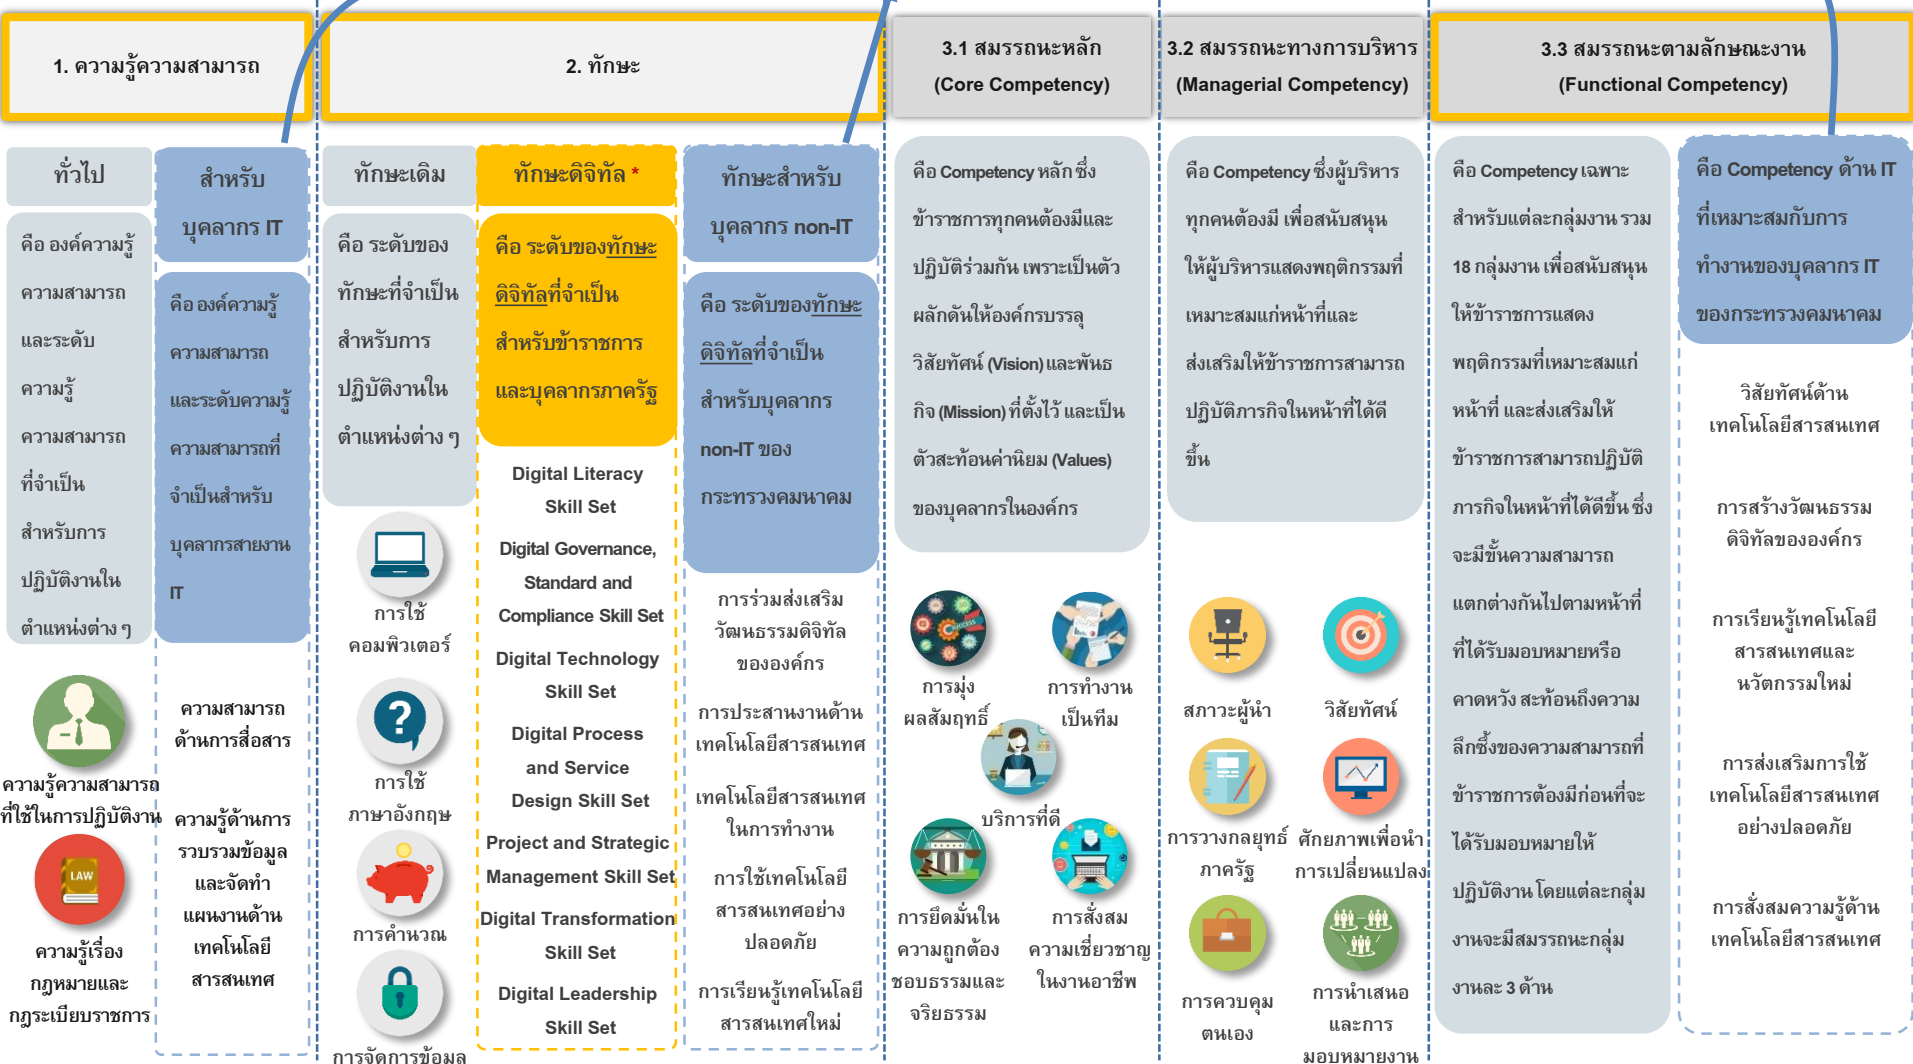 1. ความรู้ความสามารถ
ทั่วไป
คือ องค์ความรู้
ความสามารถ
และระดับ
ความรู้
ความสามารถ
ที่จำเป็น
สำหรับการ
ปฏิบัติงานใน
ตำแหน่งต่าง ๆ
ความรู้ความสามารถ
ที่ใช้ในการปฏิบัติงาน
LAW
ความรู้เรื่อง
กฎหมายและ
กฎระเบียบราชการ
สำหรับ
บุคลากร IT
คือ องค์ความรู้
ความสามารถ
และระดับความรู้
ความสามารถที่
จำเป็นสำหรับ
บุคลากรสายงาน
IT
ความสามารถ
ด้านการสื่อสาร
ความรู้ด้านการ
รวบรวมข้อมูล
และจัดทำ
แผนงานด้าน
เทคโนโลยี
สารสนเทศ
2. ทักษะ
ทักษะเดิม
คือ ระดับของ
ทักษะที่จำเป็น
สำหรับการ
ปฏิบัติงานใน
ตำแหน่งต่าง ๆ
การใช้
คอมพิวเตอร์
?
การใช้
ภาษาอังกฤษ
การคำนวณ
การจัดการข้อมูล
ทักษะดิจิทัล *
คือ ระดับของทักษะ
ดิจิทัลที่จำเป็น
สำหรับข้าราชการ
และบุคลากรภาครัฐ
Digital Literacy
Skill Set
Digital Governance,
Standard and
Compliance Skill Set
Digital Technology
Skill Set
Digital Process
and Service
Design Skill Set
Project and Strategic
Management Skill Set
Digital Transformation
Skill Set
Digital Leadership
Skill Set
ทักษะสำหรับ
บุคลากร non-IT
คือ ระดับของทักษะ
ดิจิทัลที่จำเป็น
สำหรับบุคลากร
non-IT ของ
กระทรวงคมนาคม
การร่วมส่งเสริม
วัฒนธรรมดิจิทัล
ขององค์กร
การประสานงานด้าน
เทคโนโลยีสารสนเทศ
เทคโนโลยีสารสนเทศ
ในการทำงาน
การใช้เทคโนโลยี
สารสนเทศอย่าง
ปลอดภัย
การเรียนรู้เทคโนโลยี
สารสนเทศใหม่
3.1 สมรรถนะหลัก
(Core Competency)
คือ Competency หลัก ซึ่ง
ข้าราชการทุกคนต้องมีและ
ปฏิบัติร่วมกัน เพราะเป็นตัว
ผลักดันให้องค์กรบรรลุ
วิสัยทัศน์ (Vision) และพันธ
กิจ (Mission) ที่ตั้งไว้ และเป็น
ตัวสะท้อนค่านิยม (Values)
ของบุคลากรในองค์กร
SUCCESS
การมุ่ง
ผลสัมฤทธิ์
การทำงาน
เป็นทีม
บริการที่ดี
การยึดมั่นใน
ความถูกต้อง
ชอบธรรมและ
จริยธรรม
การสั่งสม
ความเชี่ยวชาญ
ในงานอาชีพ
3.2 สมรรถนะทางการบริหาร
(Managerial Competency)
คือ Competency ซึ่งผู้บริหาร
ทุกคนต้องมี เพื่อสนับสนุน
ให้ผู้บริหารแสดงพฤติกรรมที่
เหมาะสมแก่หน้าที่และ
ส่งเสริมให้ข้าราชการสามารถ
ปฏิบัติภารกิจในหน้าที่ได้ดี
ขึ้น
สภาวะผู้นำ
วิสัยทัศน์
การวางกลยุทธ์
ภาครัฐ
ศักยภาพเพื่อนำ
การเปลี่ยนแปลง
การควบคุม
ตนเอง
การนำเสนอ
และการ
มอบหมายงาน
3.3 สมรรถนะตามลักษณะงาน
(Functional Competency)
คือ Competency เฉพาะ
สำหรับแต่ละกลุ่มงาน รวม
18 กลุ่มงาน เพื่อสนับสนุน
ให้ข้าราชการแสดง
พฤติกรรมที่เหมาะสมแก่
หน้าที่ และส่งเสริมให้
ข้าราชการสามารถปฏิบัติ
ภารกิจในหน้าที่ได้ดีขึ้น ซึ่ง
จะมีขั้นความสามารถ
แตกต่างกันไปตามหน้าที่
ที่ได้รับมอบหมายหรือ
คาดหวัง สะท้อนถึงความ
ลึกซึ้งของความสามารถที่
ข้าราชการต้องมีก่อนที่จะ
ได้รับมอบหมายให้
ปฏิบัติงาน โดยแต่ละกลุ่ม
งานจะมีสมรรถนะกลุ่ม
งานละ 3 ด้าน
คือ Competency ด้าน IT
ที่เหมาะสมกับการ
ทำงานของบุคลากร IT
ของกระทรวงคมนาคม
วิสัยทัศน์ด้าน
เทคโนโลยีสารสนเทศ
การสร้างวัฒนธรรม
ดิจิทัลขององค์กร
การเรียนรู้เทคโนโลยี
สารสนเทศและ
นวัตกรรมใหม่
การส่งเสริมการใช้
เทคโนโลยีสารสนเทศ
อย่างปลอดภัย
การสั่งสมความรู้ด้าน
เทคโนโลยีสารสนเทศ